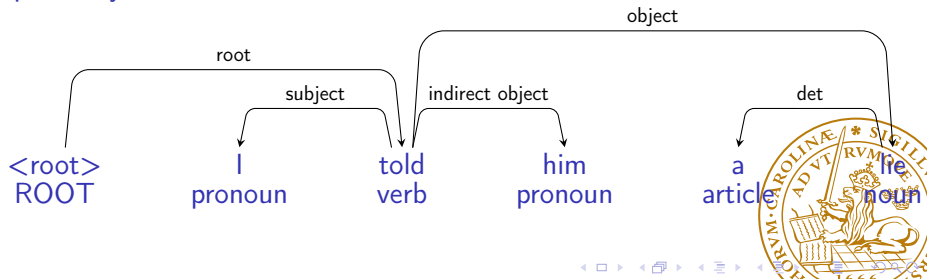 object
root
subject indirect object det
<root> I told him a lie
ROOT pronoun verb pronoun article noun